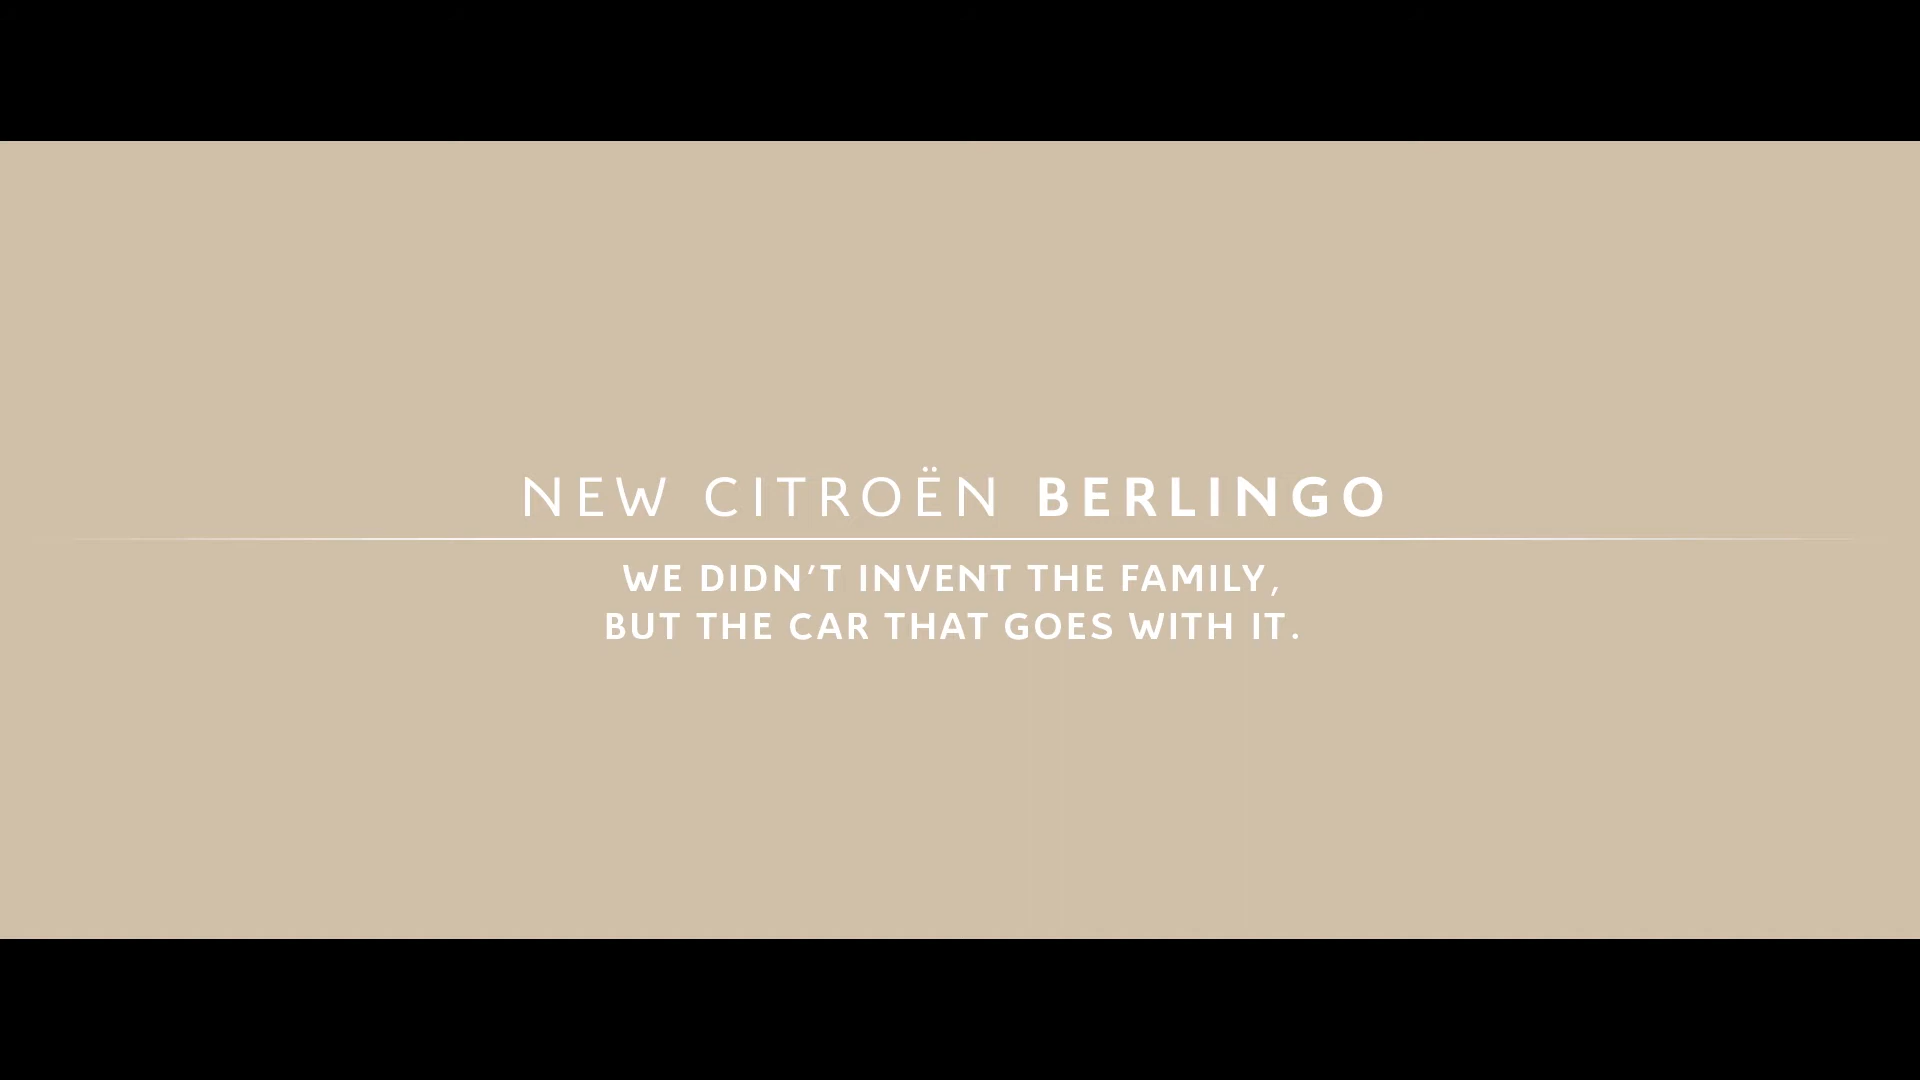 NEW CITROËN BERLINGO
WE DIDN'T INVENT THE FAMILY,
BUT THE CAR THAT GOES WITH IT.